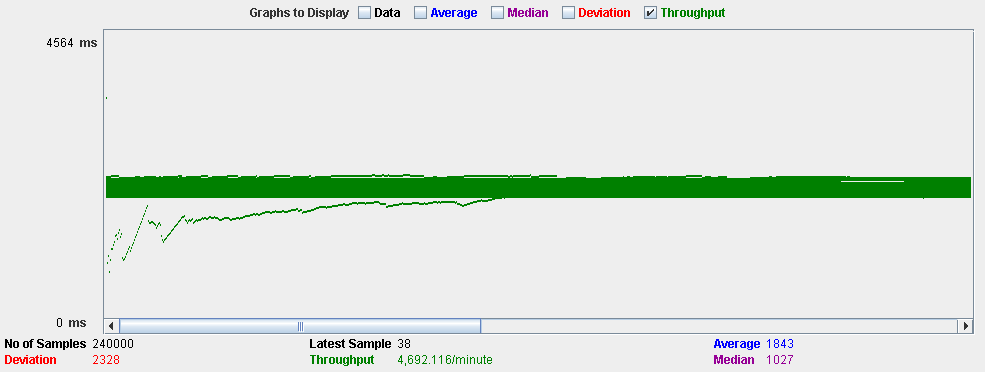 Graphs to Display Data Average Median Deviation Throughput
4564 ms
0 ms
No of Samples 240000 Latest Sample 38 Average 1843
Deviation 2328 Throughput 4,692.116/minute Median 1027